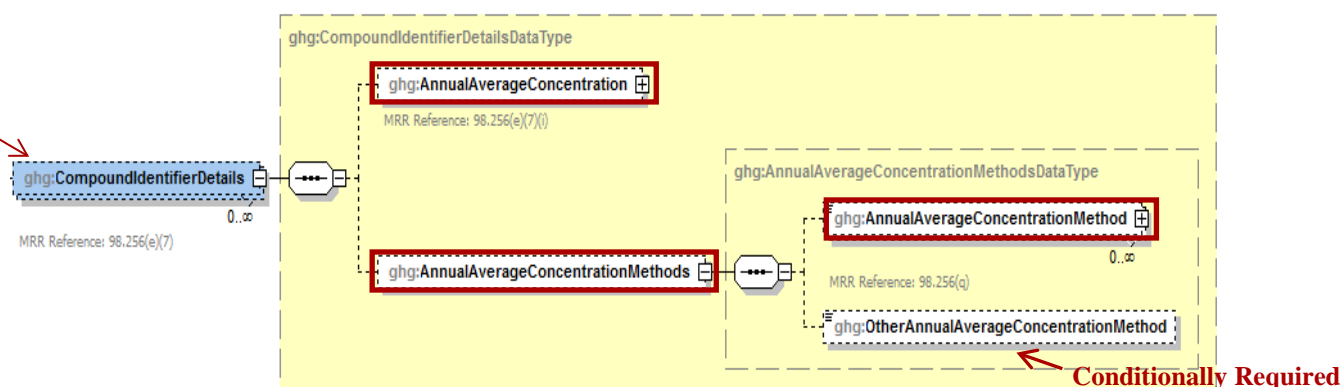 ghg:CompoundIdentifierDetailsDataType
ghg:AnnualAverageConcentration
MRR Reference: 98.256(e)(7)(i)
ghg:CompoundIdentifierDetails
0..∞
MRR Reference: 98.256(e)(7)
ghg:AnnualAverageConcentrationMethods
ghg:AnnualAverageConcentrationMethodsDataType
ghg:AnnualAverageConcentrationMethod
0..∞
MRR Reference: 98.256(q)
ghg:OtherAnnualAverageConcentrationMethod
Conditionally Required